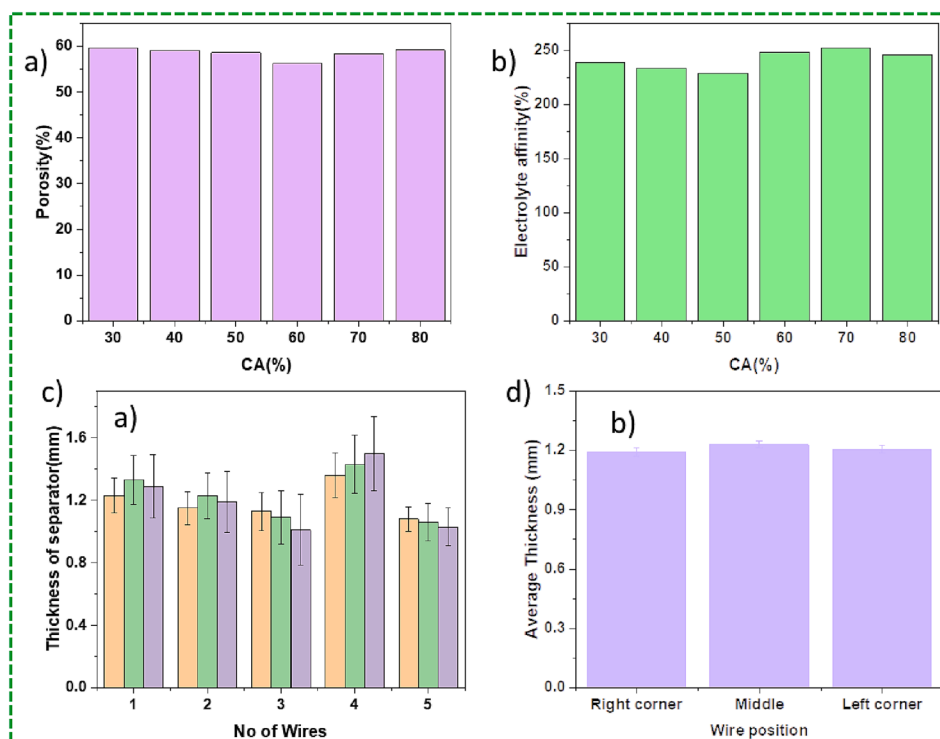 a)
Porosity(%)
60
50
40
30
20
10
0
30 40 50 60 70 80
CA(%)
b)
Electrolyte affinity(%)
250
200
150
100
50
0
30 40 50 60 70 80
CA(%)
c)
a)
Thickness of separator(mm)
1.6
1.2
0.8
0.4
0.0
1 2 3 4 5
No of Wires
d)
b)
Average Thickness (mm)
1.5
1.2
0.9
0.6
0.3
0.0
Right corner Middle Left corner
Wire position